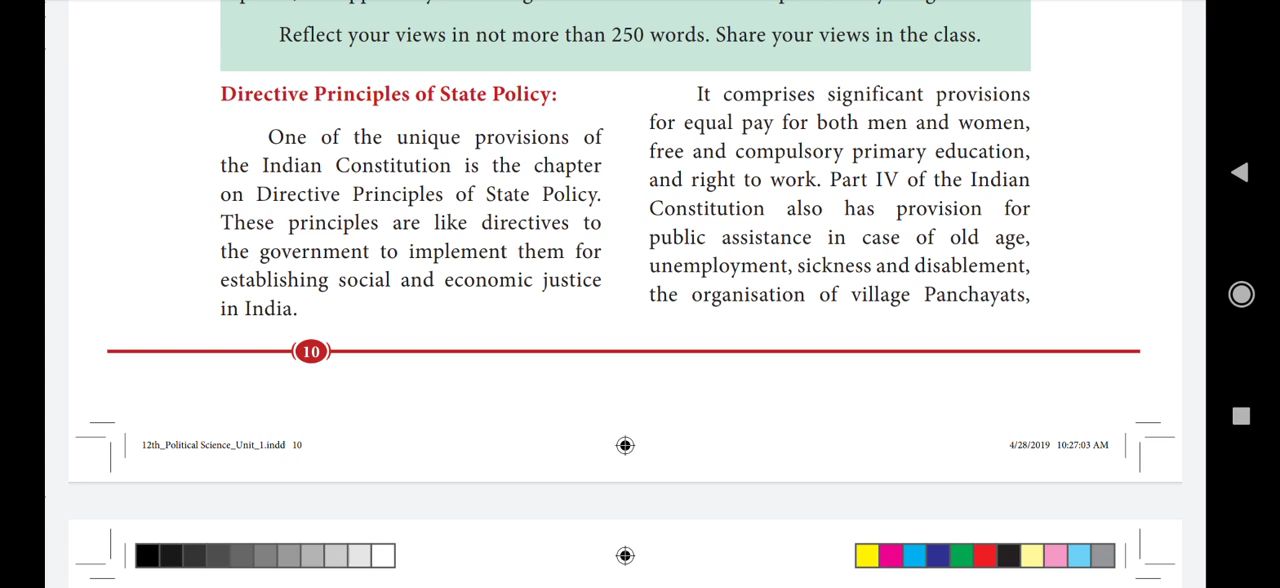 Reflect your views in not more than 250 words. Share your views in the class.
Directive Principles of State Policy:
One of the unique provisions of
the Indian Constitution is the chapter
on Directive Principles of State Policy.
These principles are like directives to
the government to implement them for
establishing social and economic justice
in India.
It comprises significant provisions
for equal pay for both men and women,
free and compulsory primary education,
and right to work. Part IV of the Indian
Constitution also has provision for
public assistance in case of old age,
unemployment, sickness and disablement,
the organisation of village Panchayats,
10
12th_Political Science_Unit_1.indd 10
4/28/2019 10:27:03 AM